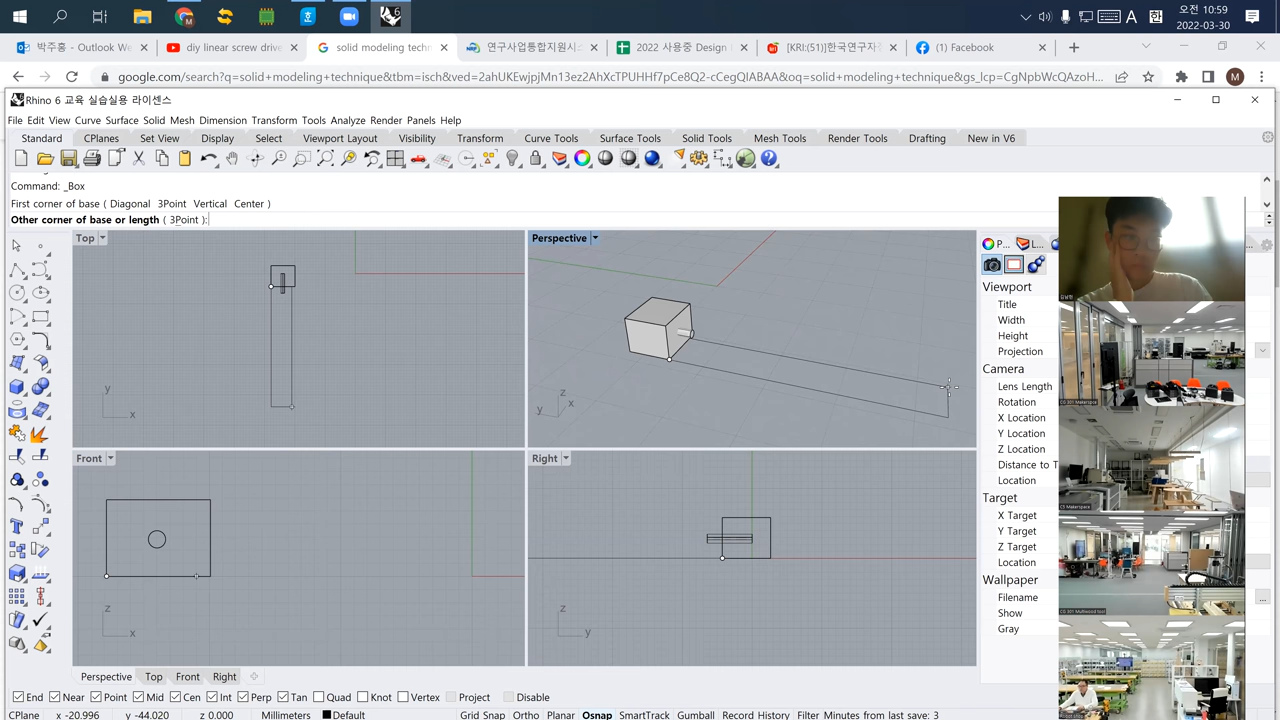 오전 10:59
A 한
2022-03-30
박주홍 - Outlook We
diy linear screw drive
solid modeling techn
연구사업통합지원시스
2022 사용중 Design
[KRI:(51)]한국연구자
(1) Facebook
google.com/search?q=solid+modeling+technique&tbm=isch&ved=2ahUKEwjpjMn13ez2AhXcTPUHHf7pCe8Q2-cCegQIABAA&oq=solid+modeling+technique&gs_lcp=CgNpbWcQAzoH...
M
Rhino 6 교육 실습실용 라이센스
File Edit View Curve Surface Solid Mesh Dimension Transform Tools Analyze Render Panels Help
Standard CPlanes Set View Display Select Viewport Layout Visibility Transform Curve Tools Surface Tools Solid Tools Mesh Tools Render Tools Drafting New in V6
Command: _Box
First corner of base ( Diagonal 3Point Vertical Center )
Other corner of base or length ( 3Point ):
Top
Perspective
P...
L...
Viewport
Title
Width
Height
Projection
Camera
Lens Length
Rotation
X Location
Y Location
Z Location
Distance to T
Location
Target
X Target
Y Target
Z Target
Location
Wallpaper
Filename
...
Show
Gray
y
x
z
x
y
Front
Right
z
x
z
y
CG 301 Makerspace
Perspective Top Front Right
End Near Point Mid Cen Int Perp Tan Quad Knot Vertex Project Disable
CPlane x -20.996 y -44.020 z 0.000 Millimeters Default Grid Snap Ortho Planar Osnap SmartTrack Gumball Record History Filter Minutes from last save: 3